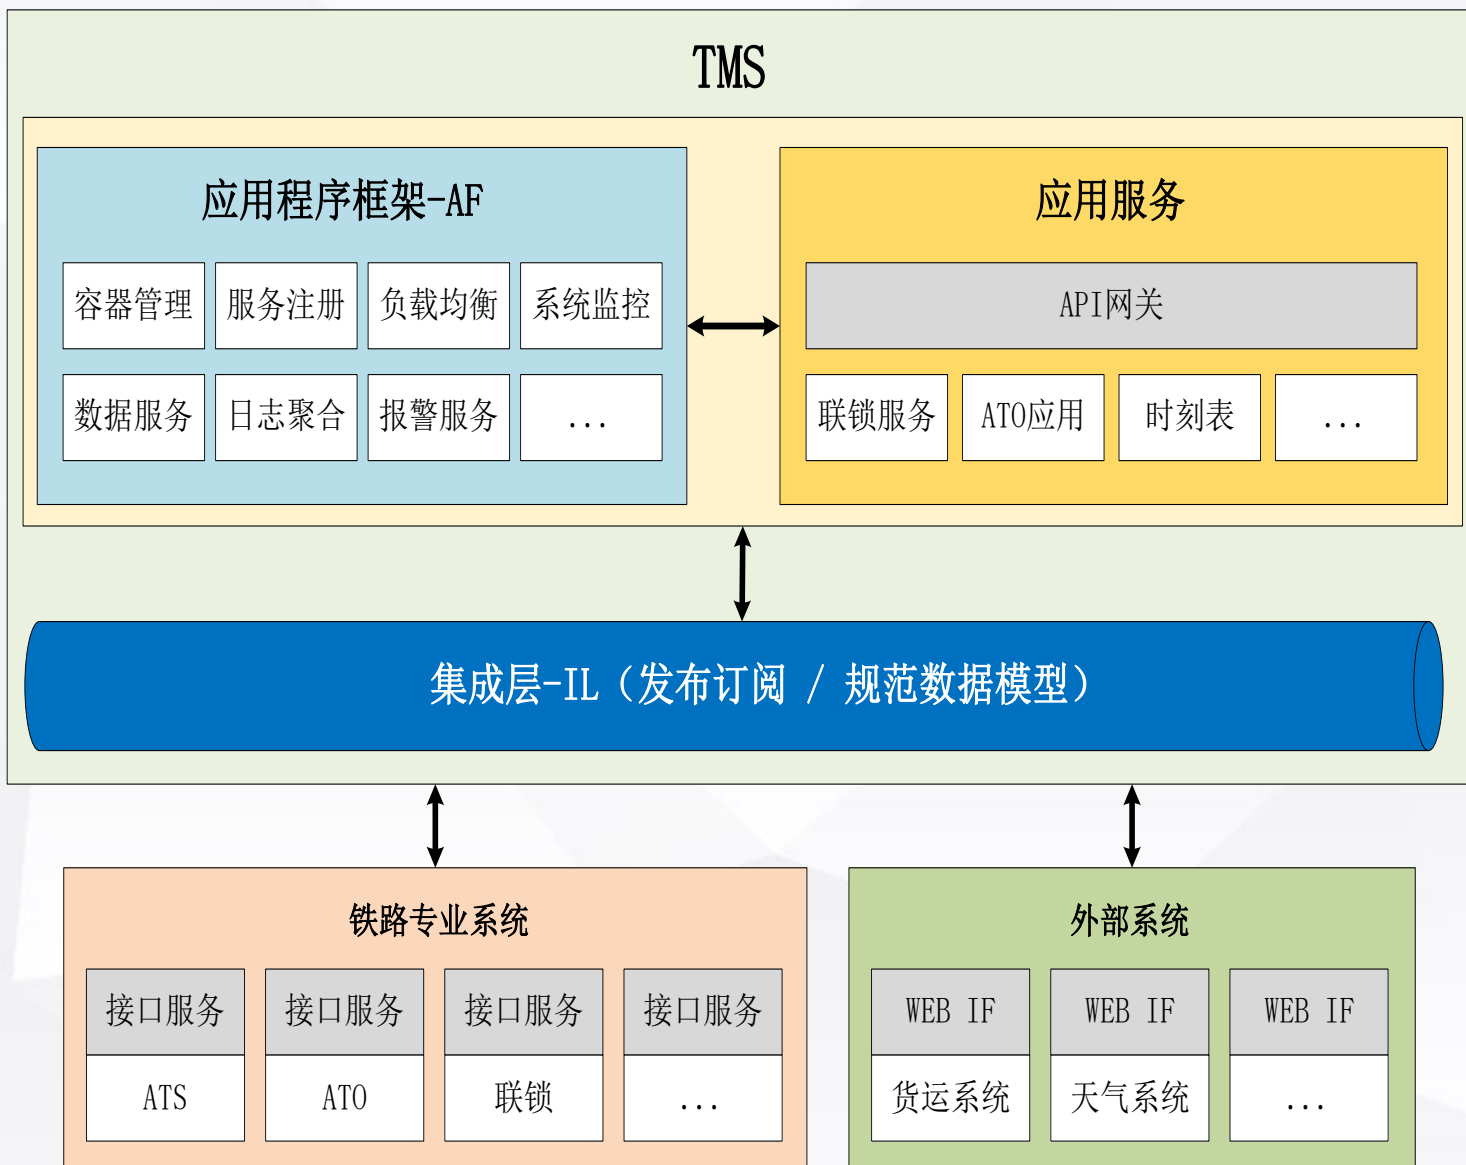 TMS
应用程序框架-AF
容器管理
服务注册
负载均衡
系统监控
数据服务
日志聚合
报警服务
...
应用服务
API网关
联锁服务
ATO应用
时刻表
...
集成层-IL（发布订阅 / 规范数据模型）
铁路专业系统
接口服务
接口服务
接口服务
接口服务
ATS
ATO
联锁
...
外部系统
WEB IF
WEB IF
WEB IF
货运系统
天气系统
...